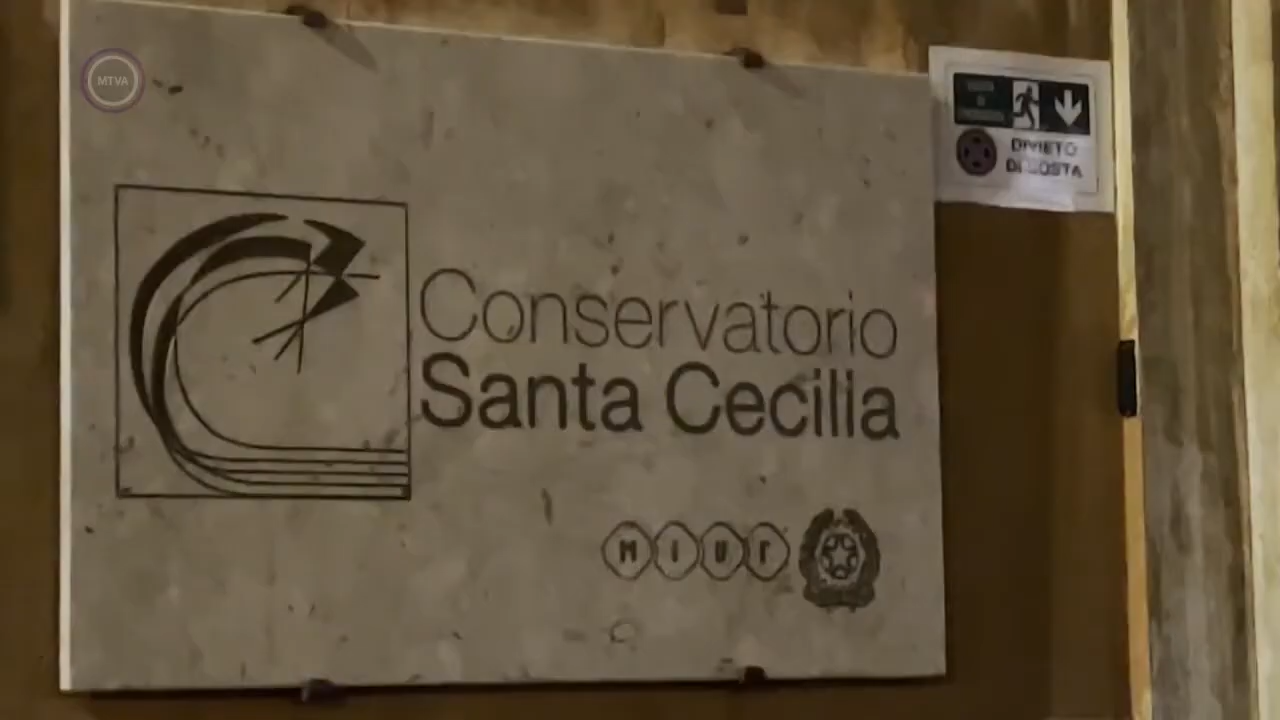 MTVA
Conservatorio
Santa Cecilia
MIUr
DIVIETO
DI SOSTA